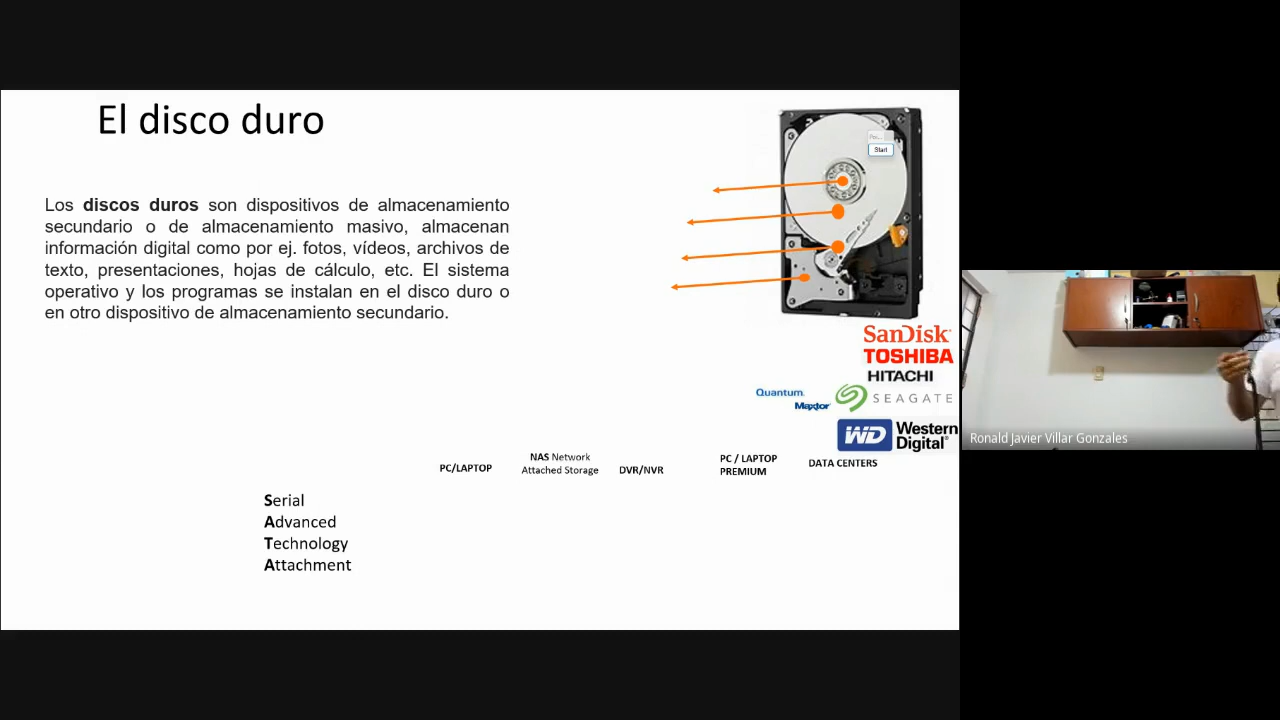 El disco duro
Los discos duros son dispositivos de almacenamiento
secundario o de almacenamiento masivo, almacenan
información digital como por ej. fotos, vídeos, archivos de
texto, presentaciones, hojas de cálculo, etc. El sistema
operativo y los programas se instalan en el disco duro o
en otro dispositivo de almacenamiento secundario.
Start
SanDisk
TOSHIBA
HITACHI
Quantum
Maxtor
SEAGATE
WD Western
Digital
PC/LAPTOP
NAS Network
Attached Storage
DVR/NVR
PC / LAPTOP
PREMIUM
DATA CENTERS
Serial
Advanced
Technology
Attachment
Ronald Javier Villar Gonzales